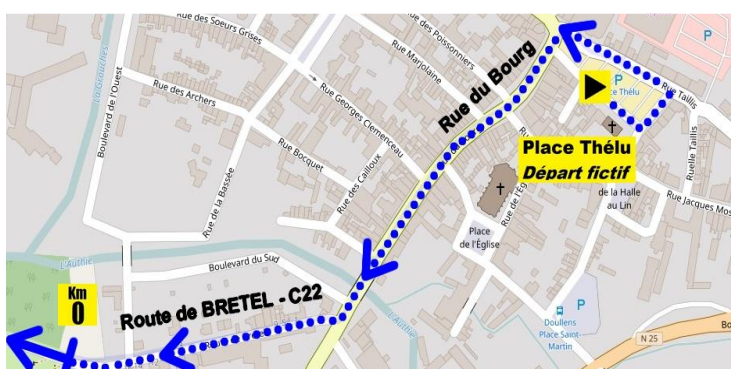 Rue des Soeurs Grises
Rue des Poissonniers
Rue Marjolaine
Rue du Bourg
P
P
Rue Taillis
Boulevard de l'Ouest
Rue des Archers
Rue Georges Clemenceau
Place Thélu
Départ fictif
Ruelle Taillis
Rue Bocquet
Rue des Cailloux
Rue de la Bassée
de la Halle
au Lin
Rue Jacques Mos
Place
de l'Église
L'Authie
Boulevard du Sud
Km
0
Route de BRETEL - C22
L'Authie
P
Doullens
Place Saint-
Martin
N 25
Bo